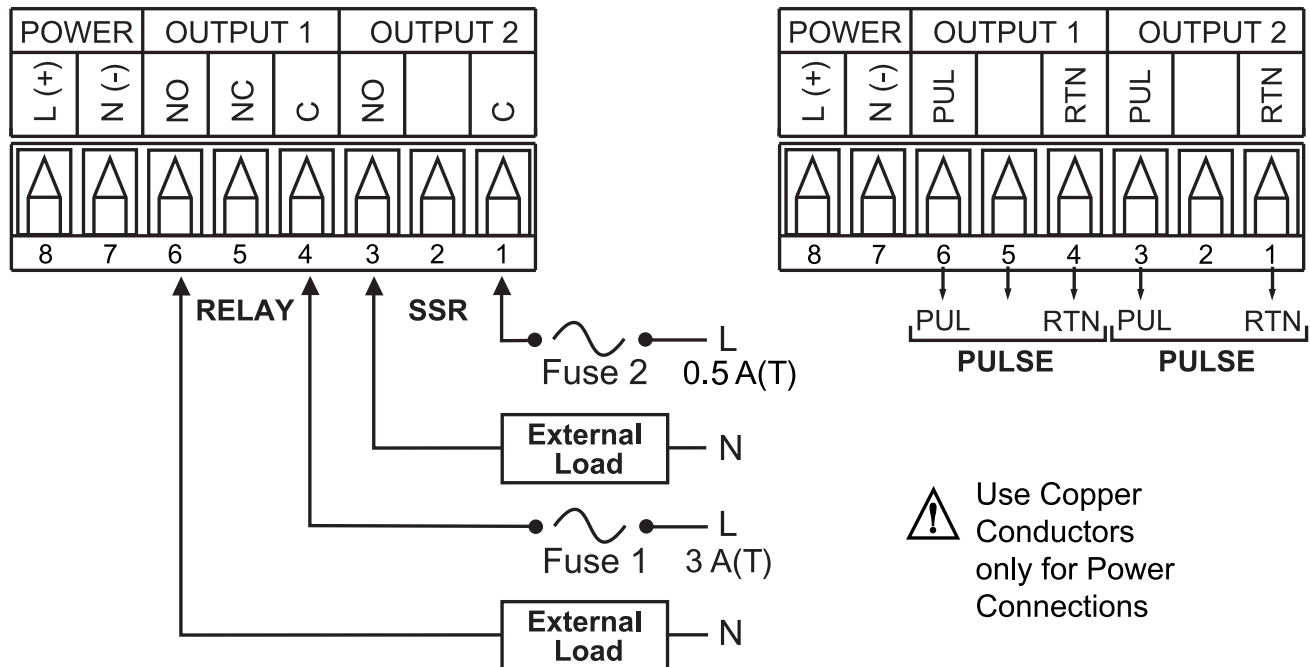 POWER OUTPUT 1 OUTPUT 2
L (+) N (-) NO NC C NO C
8 7 6 5 4 3 2 1
RELAY SSR
Fuse 2 L
0.5 A(T)
External
Load
N
Fuse 1 L
3 A(T)
External
Load
N
POWER OUTPUT 1 OUTPUT 2
L (+) N (-) PUL RTN PUL RTN
8 7 6 5 4 3 2 1
PUL RTN PUL RTN
PULSE PULSE
Use Copper
Conductors
only for Power
Connections